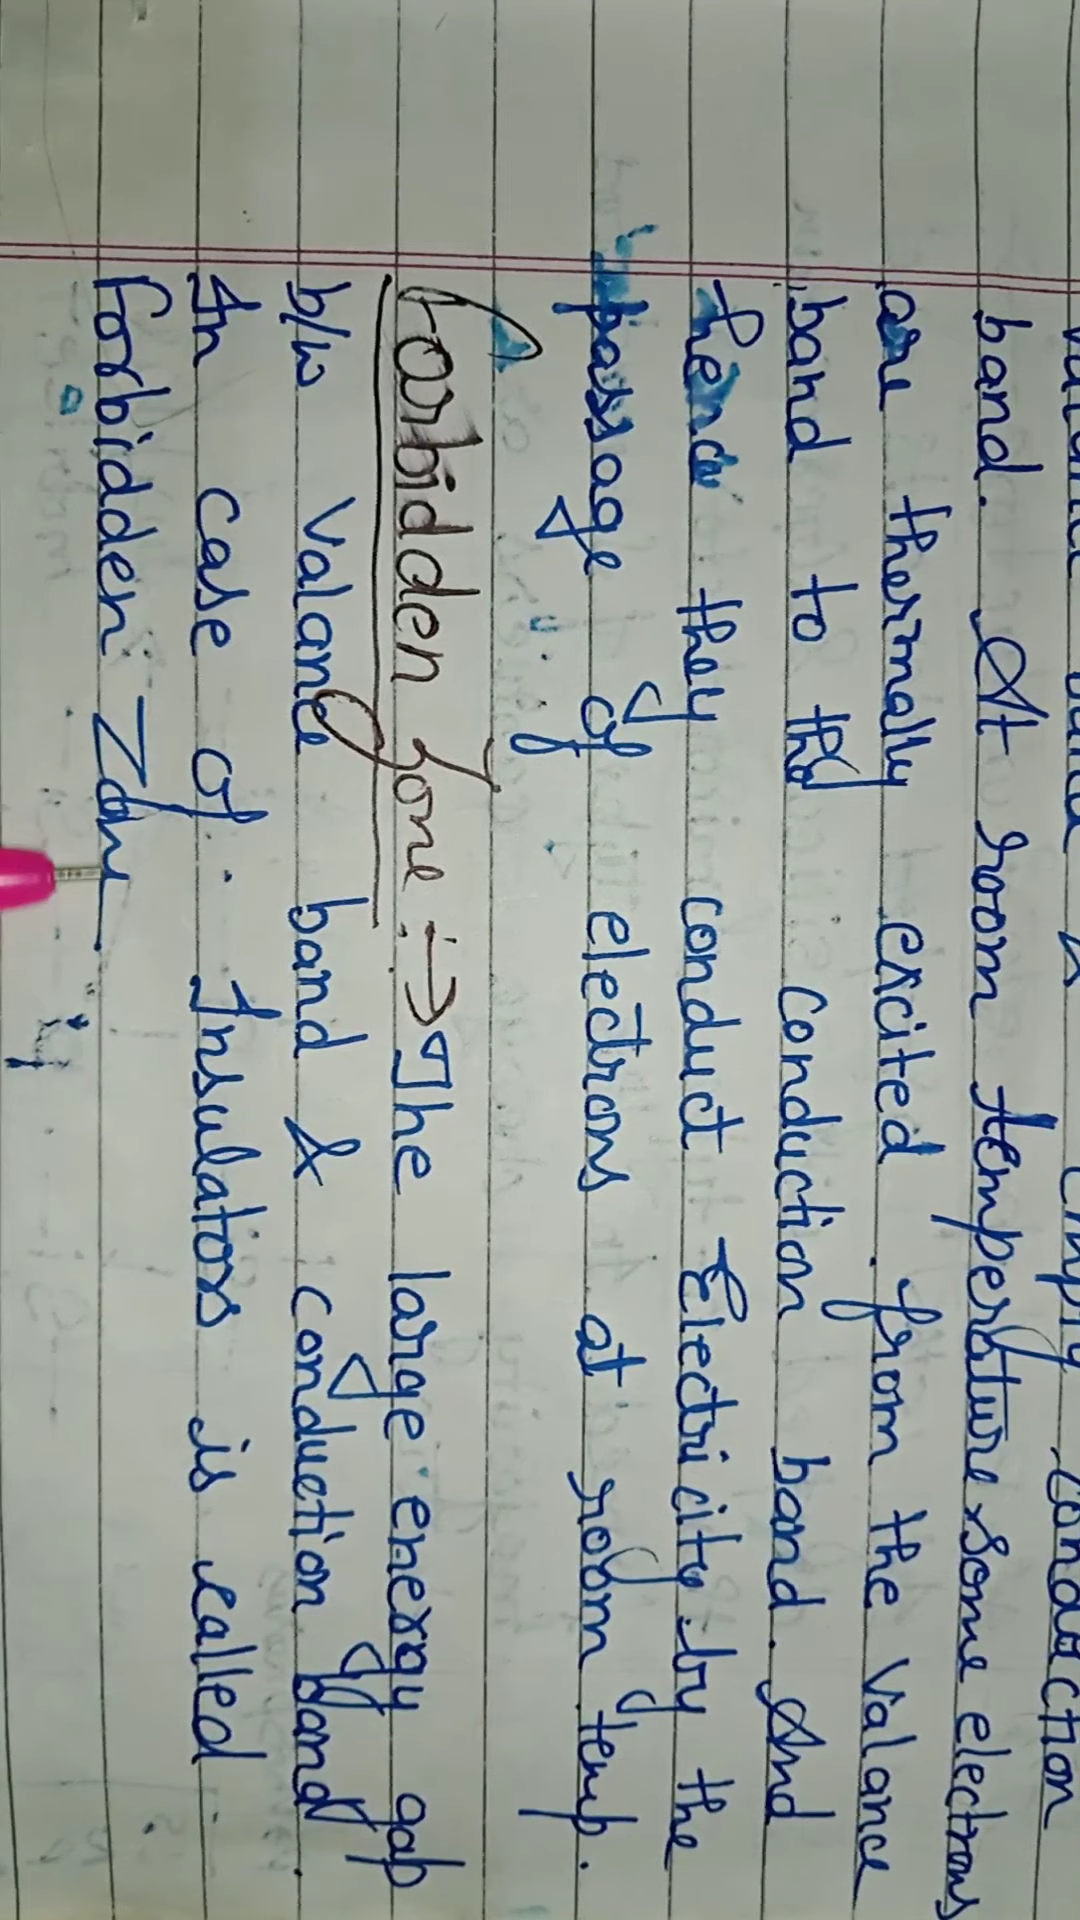 band. At room temperature some electrons
are thermally excited from the Valance
band to the conduction band. And
hence they conduct Electricity by the
passage of electrons at room temp.
Forbidden Zone :→ The large energy gap
b/w Valance band & conduction band
In case of Insulators is called
Forbidden Zone